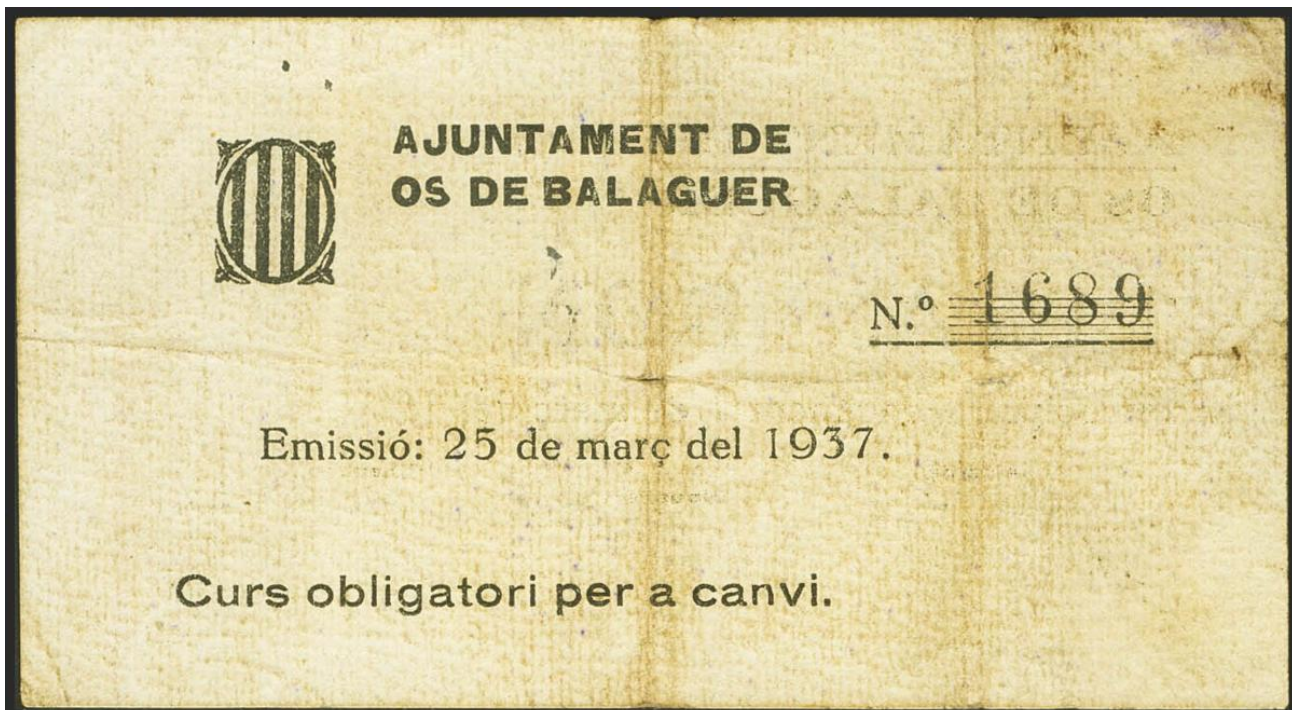 AJUNTAMENT DE
OS DE BALAGUER
N.º 1689
Emissió: 25 de març del 1937.
Curs obligatori per a canvi.